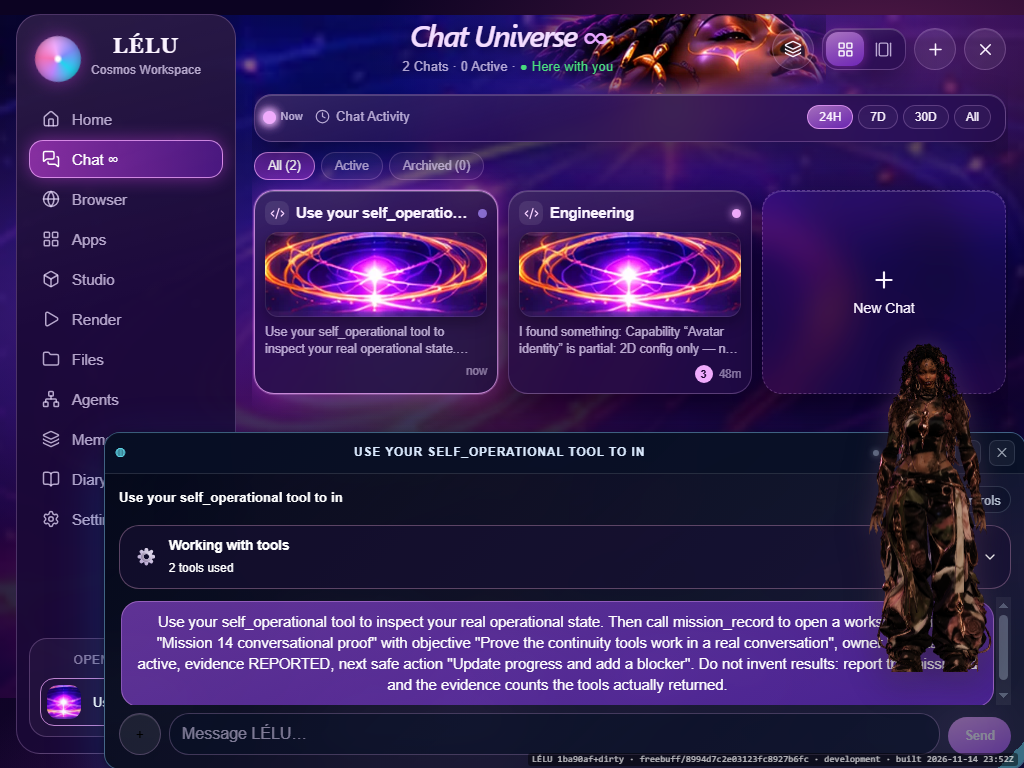 LÉLU
Cosmos Workspace
Home
Chat ∞
Browser
Apps
Studio
Render
Files
Agents
Mem
Diary
Setti
OPEN
Us
Chat Universe ∞
2 Chats · 0 Active · ● Here with you
Now
Chat Activity
24H
7D
30D
All
All (2)
Active
Archived (0)
</> Use your self_operatio...
Use your self_operational tool to
inspect your real operational state....
now
</> Engineering
I found something: Capability "Avatar
identity" is partial: 2D config only — n...
3 48m
+
New Chat
USE YOUR SELF_OPERATIONAL TOOL TO IN
Use your self_operational tool to in
Working with tools
2 tools used
Use your self_operational tool to inspect your real operational state. Then call mission_record to open a
"Mission 14 conversational proof" with objective "Prove the continuity tools work in a real conversation",
active, evidence REPORTED, next safe action "Update progress and add a blocker". Do not invent results: report
and the evidence counts the tools actually returned.
+
Message LÉLU...
Send
LÉLU 1ba90af+dirty · freebuff/8994d7c2e03123fc8927b6fc · development · built 2026-11-14 23:52Z